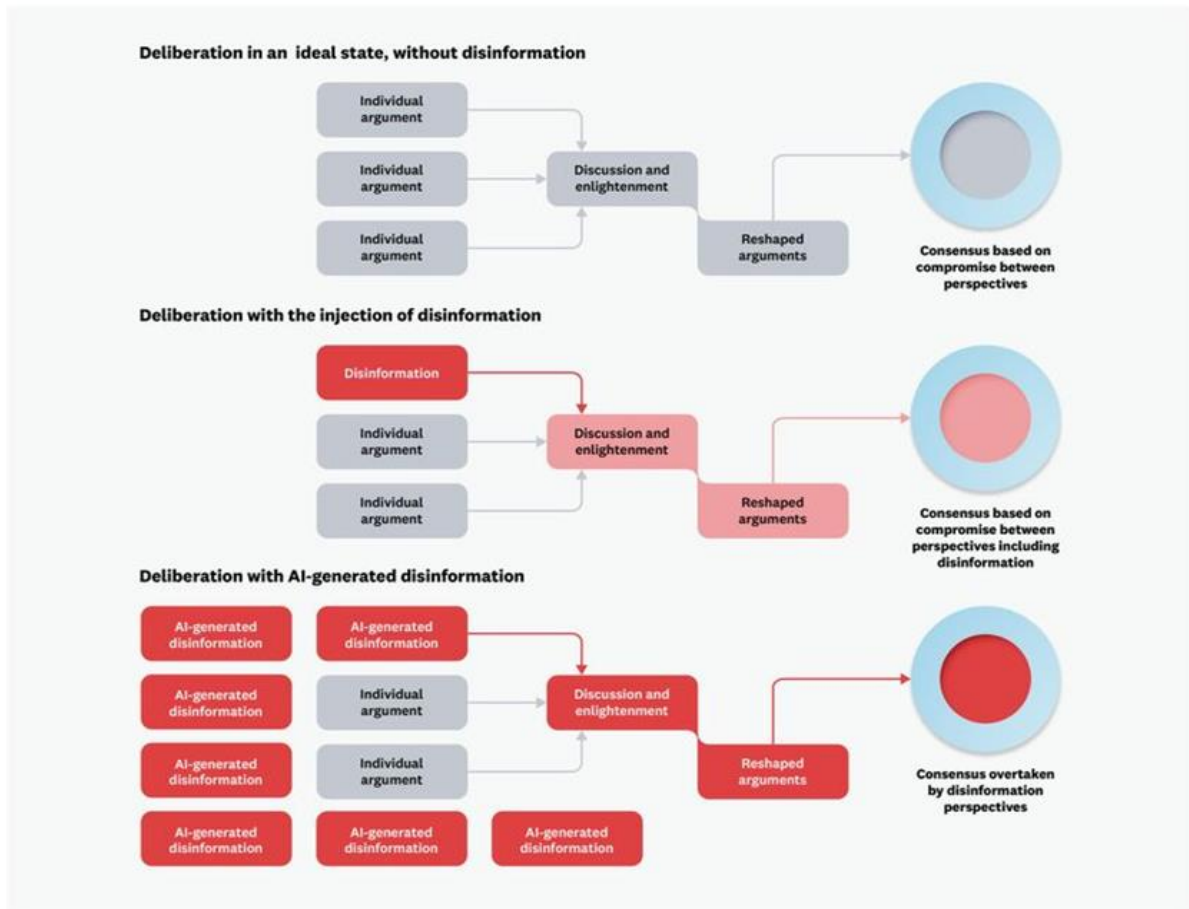 Deliberation in an ideal state, without disinformation
Individual
argument
Individual
argument
Individual
argument
Discussion and
enlightenment
Reshaped
arguments
Consensus based on
compromise between
perspectives
Deliberation with the injection of disinformation
Disinformation
Individual
argument
Individual
argument
Discussion and
enlightenment
Reshaped
arguments
Consensus based on
compromise between
perspectives including
disinformation
Deliberation with AI-generated disinformation
AI-generated
disinformation
AI-generated
disinformation
AI-generated
disinformation
Individual
argument
AI-generated
disinformation
Individual
argument
AI-generated
disinformation
AI-generated
disinformation
AI-generated
disinformation
Discussion and
enlightenment
Reshaped
arguments
Consensus overtaken
by disinformation
perspectives